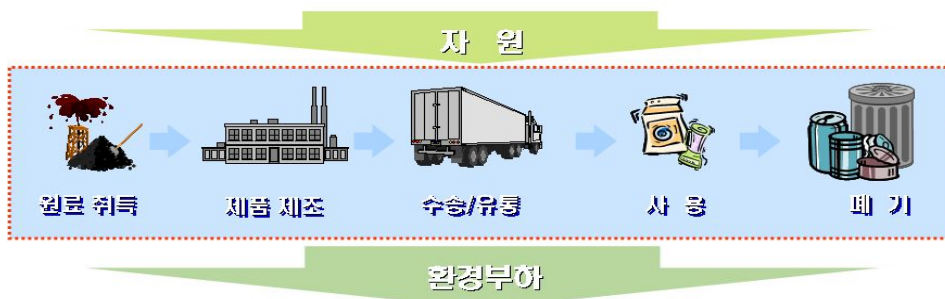 자 원
원료 취득 제품 제조 수송/유통 사 용 폐 기
환경부하